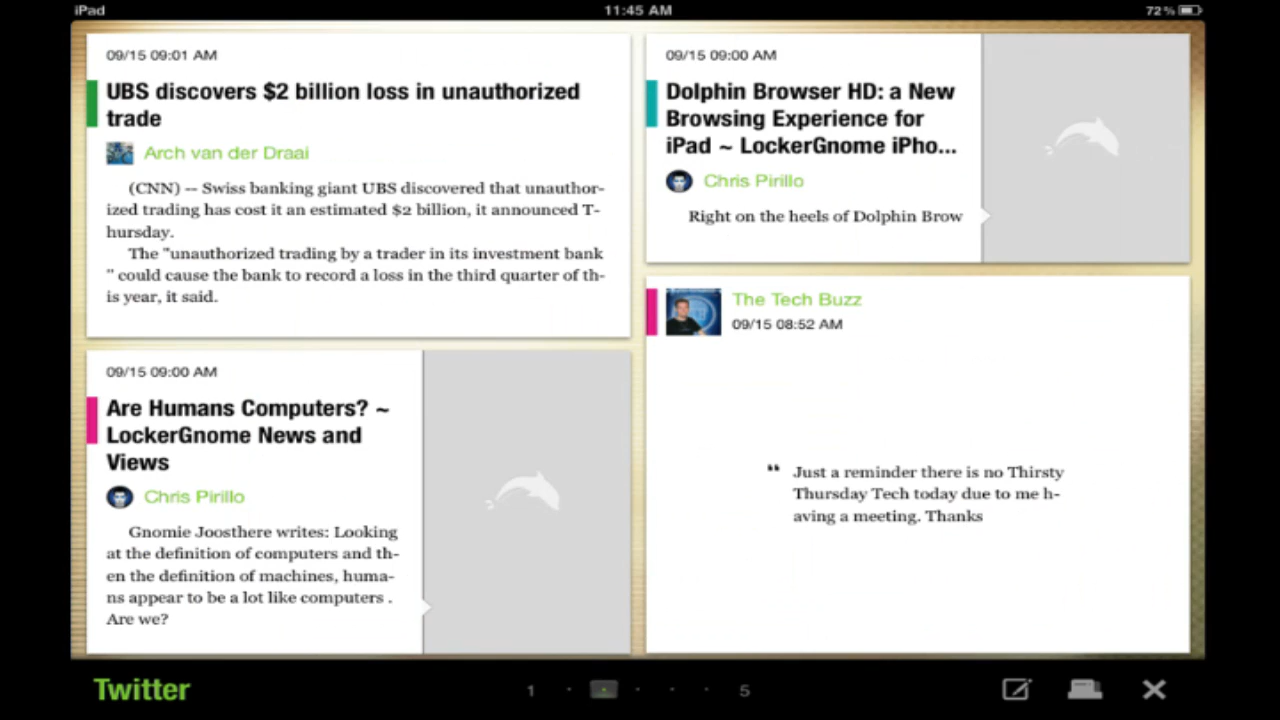 iPad
11:45 AM
72%
09/15 09:01 AM
UBS discovers $2 billion loss in unauthorized
trade
Arch van der Draai
(CNN) -- Swiss banking giant UBS discovered that unauthor-
ized trading has cost it an estimated $2 billion, it announced T-
hursday.
The "unauthorized trading by a trader in its investment bank
" could cause the bank to record a loss in the third quarter of th-
is year, it said.
09/15 09:00 AM
Are Humans Computers? ~
LockerGnome News and
Views
Chris Pirillo
Gnomie Joosthere writes: Looking
at the definition of computers and th-
en the definition of machines, huma-
ns appear to be a lot like computers .
Are we?
09/15 09:00 AM
Dolphin Browser HD: a New
Browsing Experience for
iPad ~ LockerGnome iPho...
Chris Pirillo
Right on the heels of Dolphin Brow
The Tech Buzz
09/15 08:52 AM
“ Just a reminder there is no Thirsty
Thursday Tech today due to me h-
aving a meeting. Thanks
Twitter
1
5